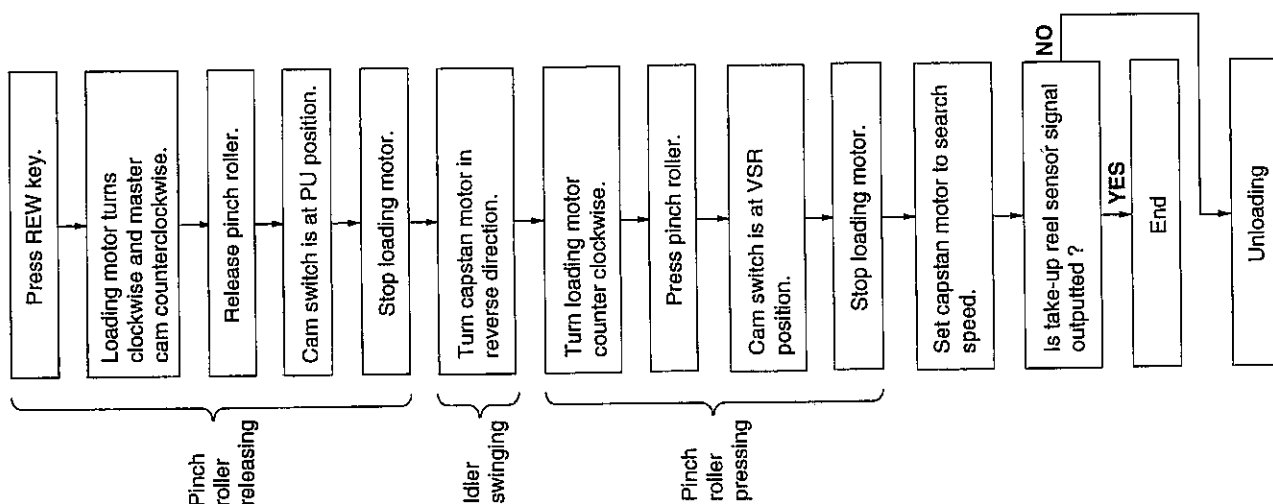 Press REW key.
Loading motor turns
clockwise and master
cam counterclockwise.
Release pinch roller.
Cam switch is at PU position.
Stop loading motor.
Pinch
roller
releasing
Turn capstan motor in
reverse direction.
Idler
swinging
Turn loading motor
counter clockwise.
Press pinch roller.
Cam switch is at VSR
position.
Stop loading motor.
Pinch
roller
pressing
Set capstan motor to search
speed.
Is take-up reel sensor signal
outputted ?
NO
YES
End
Unloading